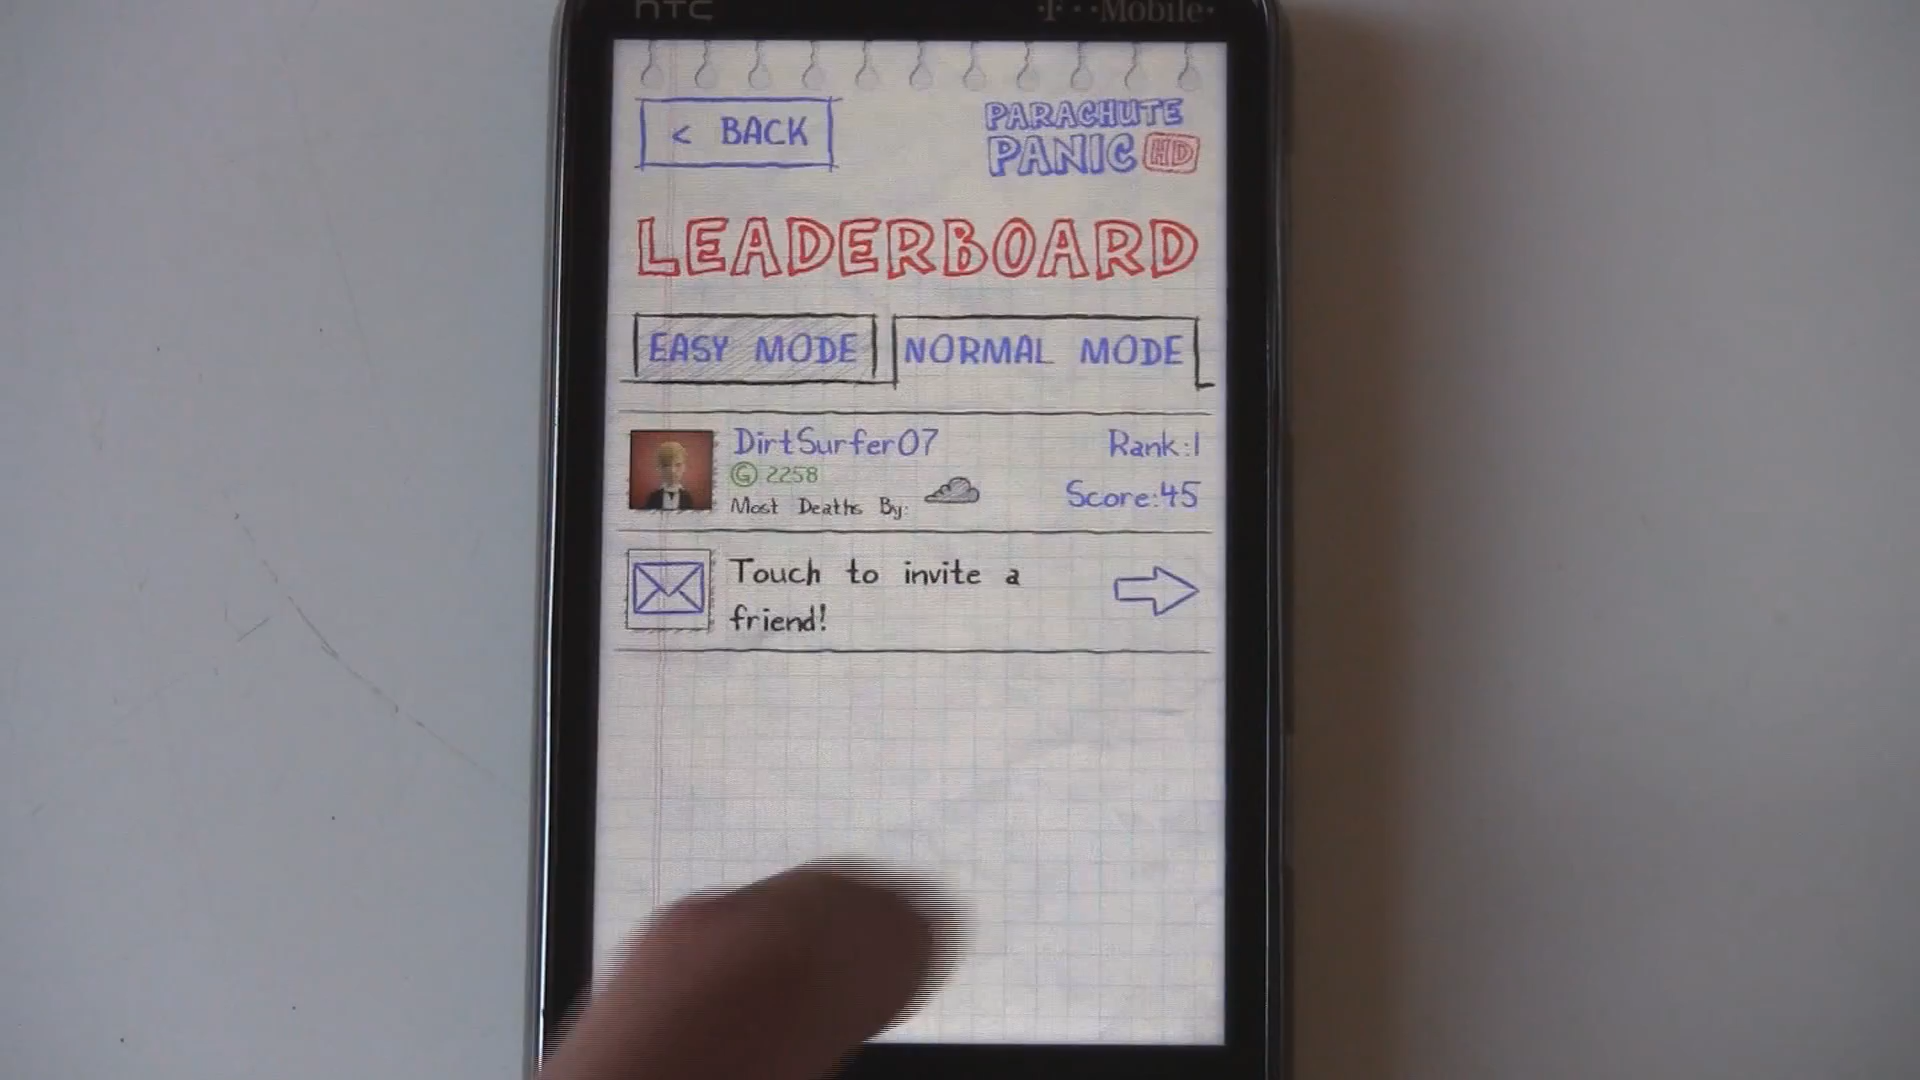 hTC
T··Mobile·
< BACK
PARACHUTE
PANIC HD
LEADERBOARD
EASY MODE
NORMAL MODE
DirtSurfer07
Rank:1
G 2258
Most Deaths By:
Score:45
Touch to invite a
friend!